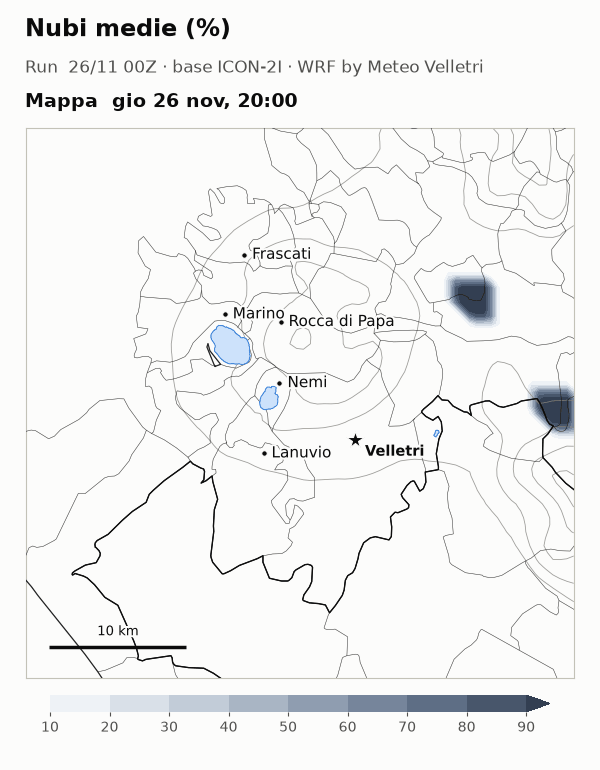 Nubi medie (%)
Run  26/11 00Z · base ICON-2I · WRF by Meteo Velletri
Mappa  gio 26 nov, 20:00
Frascati
Marino
Rocca di Papa
Nemi
Velletri
Lanuvio
10 km
10 20 30 40 50 60 70 80 90